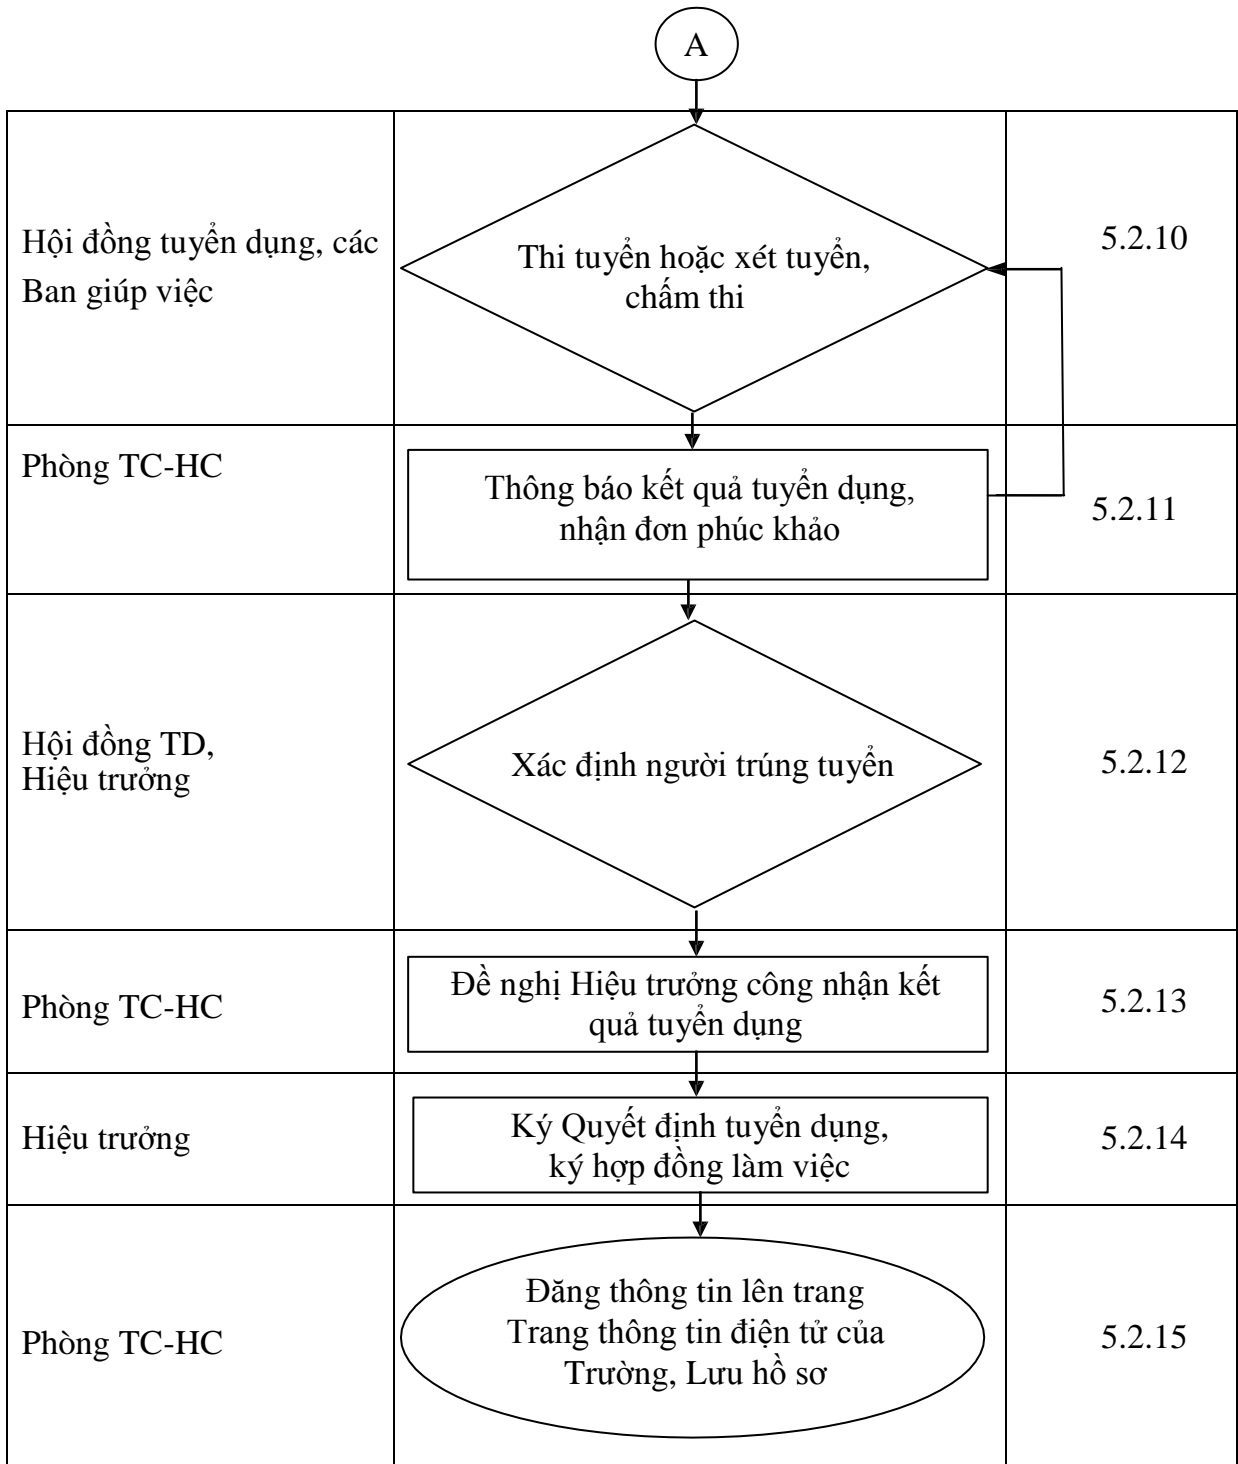 A
Hội đồng tuyển dụng, các
Ban giúp việc
Thi tuyển hoặc xét tuyển,
chấm thi
5.2.10
Phòng TC-HC
Thông báo kết quả tuyển dụng,
nhận đơn phúc khảo
5.2.11
Hội đồng TD,
Hiệu trưởng
Xác định người trúng tuyển
5.2.12
Phòng TC-HC
Đề nghị Hiệu trưởng công nhận kết
quả tuyển dụng
5.2.13
Hiệu trưởng
Ký Quyết định tuyển dụng,
ký hợp đồng làm việc
5.2.14
Phòng TC-HC
Đăng thông tin lên trang
Trang thông tin điện tử của
Trường, Lưu hồ sơ
5.2.15